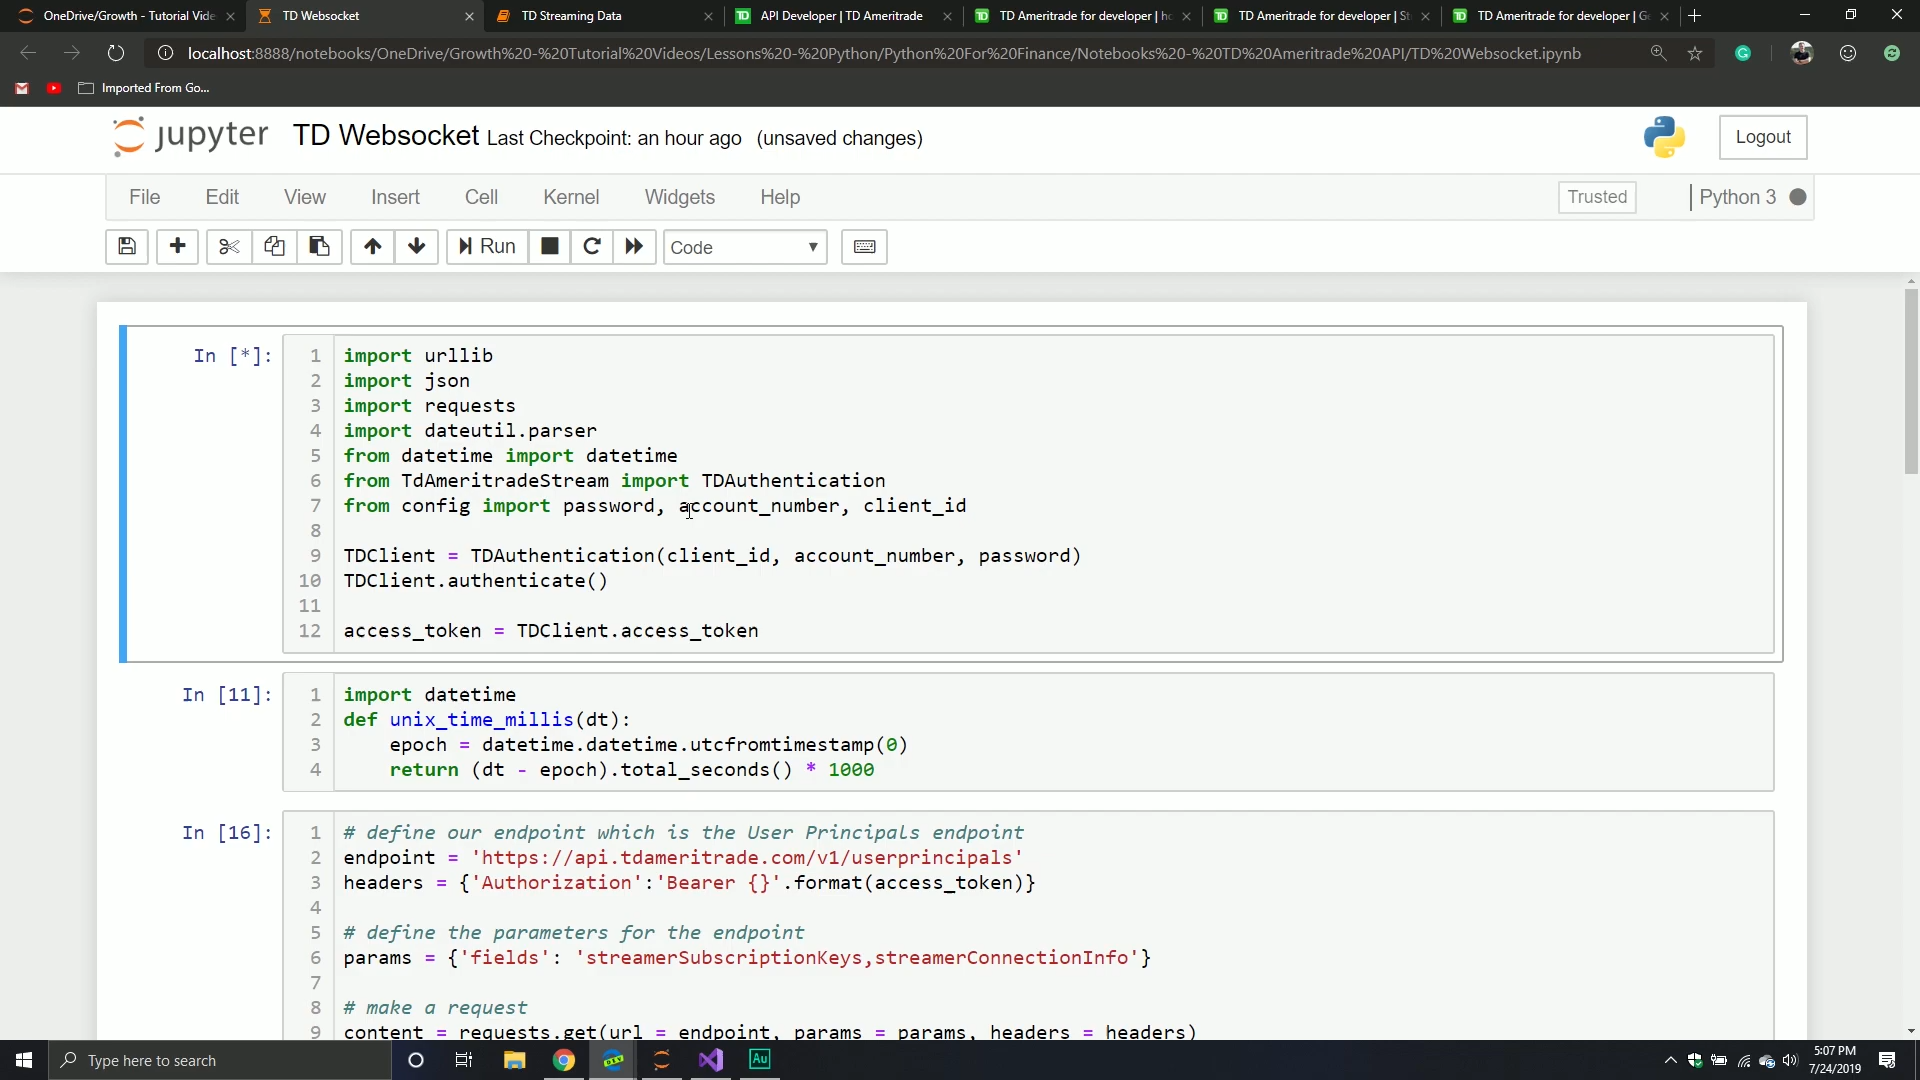 OneDrive/Growth - Tutorial Vide
TD Websocket
TD Streaming Data
API Developer | TD Ameritrade
TD Ameritrade for developer | ho
TD Ameritrade for developer | St
TD Ameritrade for developer | Ge
localhost:8888/notebooks/OneDrive/Growth%20-%20Tutorial%20Videos/Lessons%20-%20Python/Python%20For%20Finance/Notebooks%20-%20TD%20Ameritrade%20API/TD%20Websocket.ipynb
Imported From Go...
jupyter TD Websocket Last Checkpoint: an hour ago (unsaved changes)
Logout
File Edit View Insert Cell Kernel Widgets Help
Trusted
Python 3
Run
Code
In [*]:
1 import urllib
2 import json
3 import requests
4 import dateutil.parser
5 from datetime import datetime
6 from TdAmeritradeStream import TDAuthentication
7 from config import password, account_number, client_id
8
9 TDClient = TDAuthentication(client_id, account_number, password)
10 TDClient.authenticate()
11
12 access_token = TDClient.access_token
In [11]:
1 import datetime
2 def unix_time_millis(dt):
3     epoch = datetime.datetime.utcfromtimestamp(0)
4     return (dt - epoch).total_seconds() * 1000
In [16]:
1 # define our endpoint which is the User Principals endpoint
2 endpoint = 'https://api.tdameritrade.com/v1/userprincipals'
3 headers = {'Authorization':'Bearer {}'.format(access_token)}
4
5 # define the parameters for the endpoint
6 params = {'fields': 'streamerSubscriptionKeys,streamerConnectionInfo'}
7
8 # make a request
9 content = requests.get(url = endpoint, params = params, headers = headers)
Type here to search
DEV
Au
5:07 PM
7/24/2019